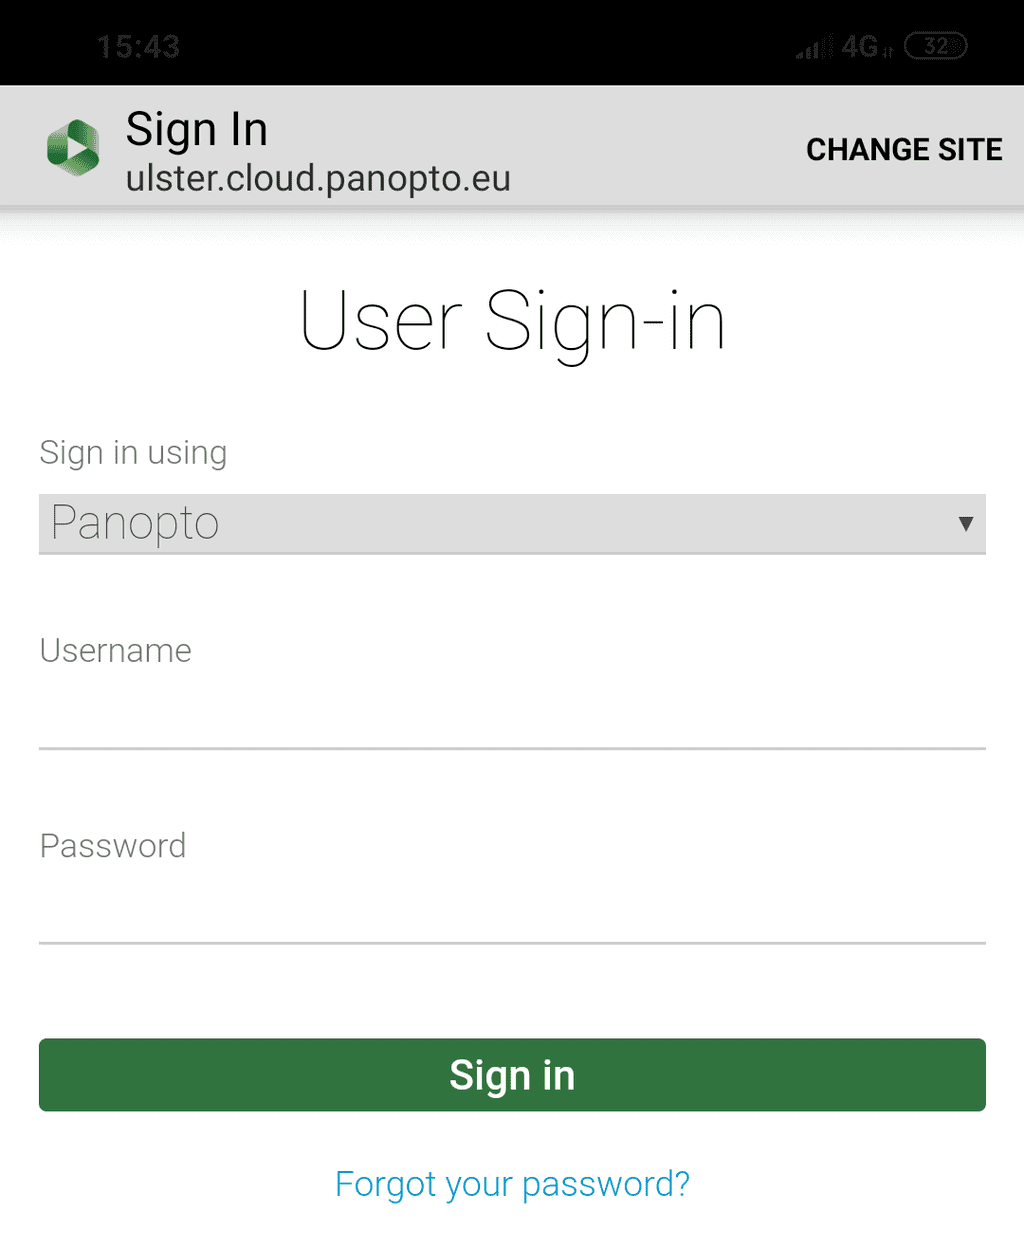 15:43 4G 32
Sign In
ulster.cloud.panopto.eu
CHANGE SITE
User Sign-in
Sign in using
Panopto
Username
Password
Sign in
Forgot your password?